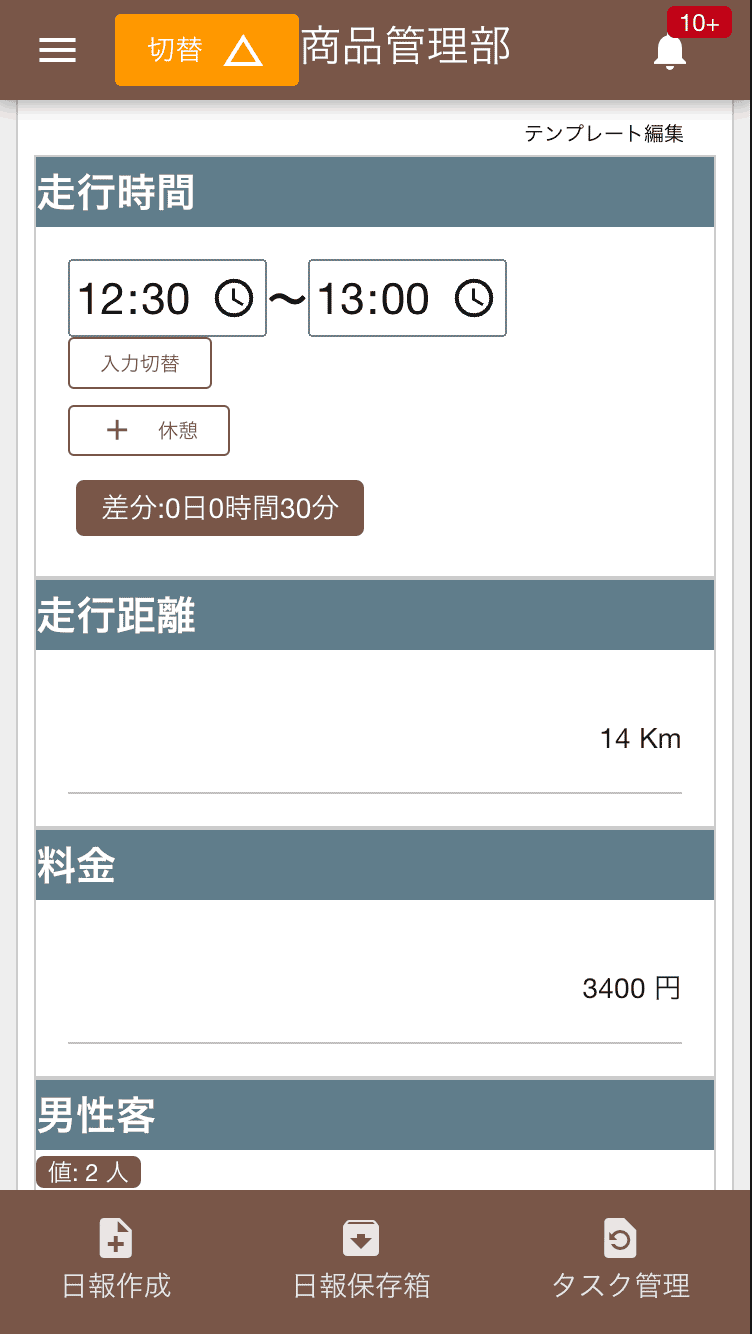 切替 商品管理部 10+
テンプレート編集
走行時間
12:30 〜 13:00
入力切替
+ 休憩
差分:0日0時間30分
走行距離
14 Km
料金
3400 円
男性客
値: 2 人
日報作成 日報保存箱 タスク管理